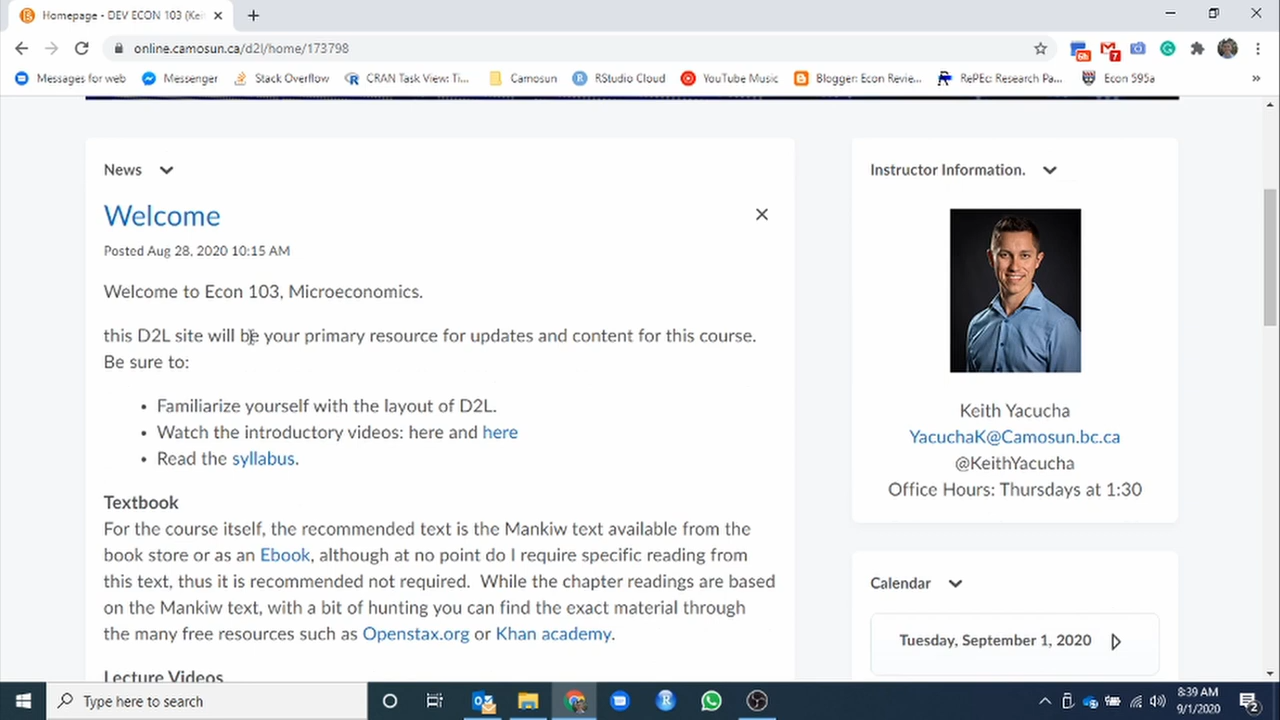 Homepage - DEV ECON 103 (Kei
online.camosun.ca/d2l/home/173798
6h
7
Messages for web
Messenger
Stack Overflow
CRAN Task View: Ti...
Camosun
RStudio Cloud
YouTube Music
Blogger: Econ Revie...
RePEc: Research Pa...
Econ 595a
»
News
Welcome
Posted Aug 28, 2020 10:15 AM
Welcome to Econ 103, Microeconomics.
this D2L site will be your primary resource for updates and content for this course.
Be sure to:
• Familiarize yourself with the layout of D2L.
• Watch the introductory videos: here and here
• Read the syllabus.
Textbook
For the course itself, the recommended text is the Mankiw text available from the
book store or as an Ebook, although at no point do I require specific reading from
this text, thus it is recommended not required. While the chapter readings are based
on the Mankiw text, with a bit of hunting you can find the exact material through
the many free resources such as Openstax.org or Khan academy.
Lecture Videos
Instructor Information.
Keith Yacucha
YacuchaK@Camosun.bc.ca
@KeithYacucha
Office Hours: Thursdays at 1:30
Calendar
Tuesday, September 1, 2020
Type here to search
R
8:39 AM
9/1/2020
2